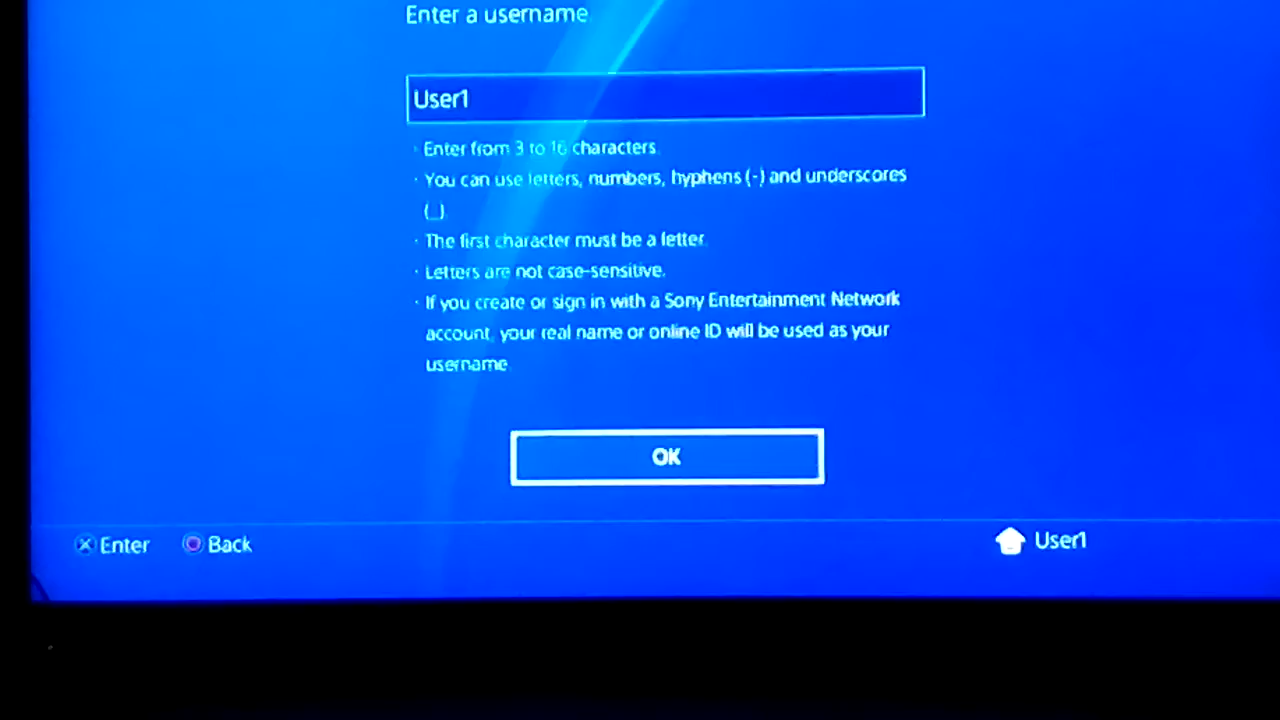 Enter a username.
User1
· Enter from 3 to 16 characters.
· You can use letters, numbers, hyphens (-) and underscores
(_).
· The first character must be a letter.
· Letters are not case-sensitive.
· If you create or sign in with a Sony Entertainment Network
account, your real name or online ID will be used as your
username.
OK
Enter Back User1